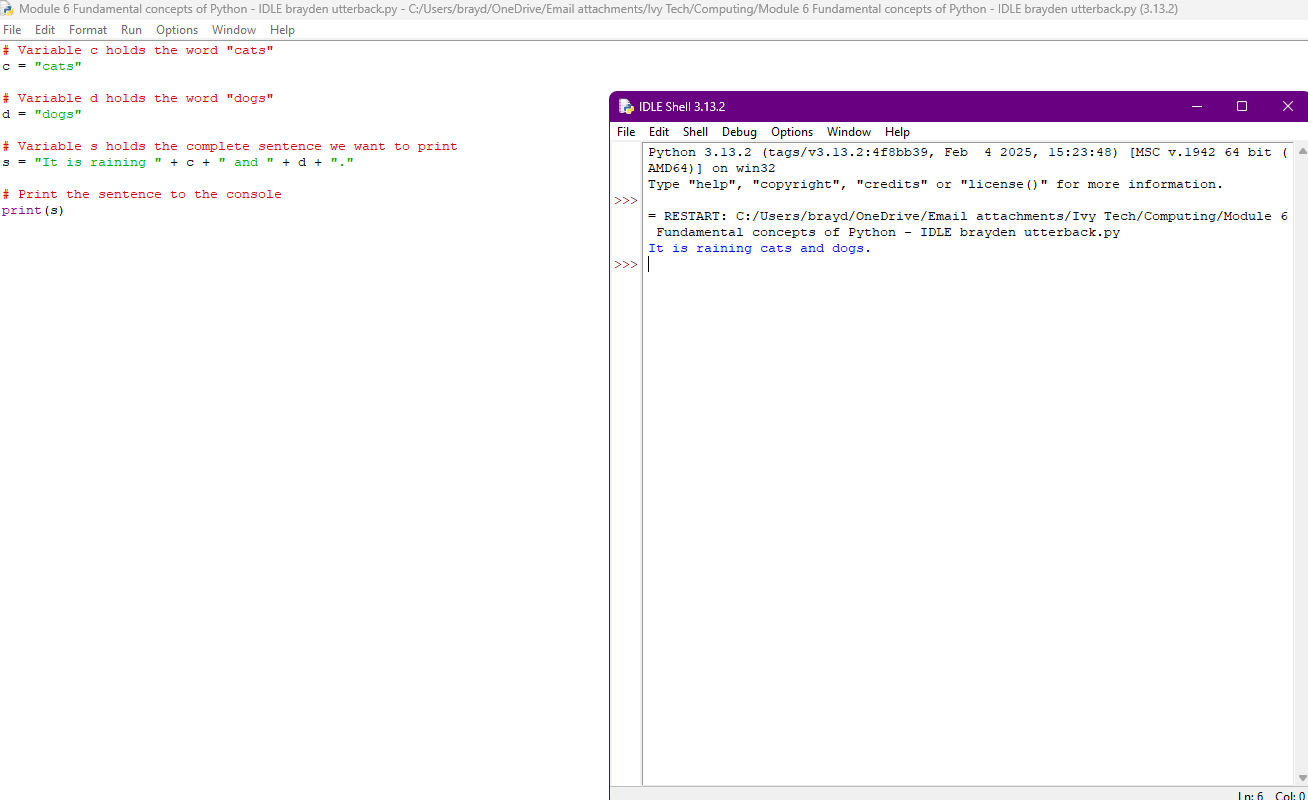 Module 6 Fundamental concepts of Python - IDLE brayden utterback.py - C:/Users/brayd/OneDrive/Email attachments/Ivy Tech/Computing/Module 6 Fundamental concepts of Python - IDLE brayden utterback.py (3.13.2)
File Edit Format Run Options Window Help
# Variable c holds the word "cats"
c = "cats"
# Variable d holds the word "dogs"
d = "dogs"
# Variable s holds the complete sentence we want to print
s = "It is raining " + c + " and " + d + "."
# Print the sentence to the console
print(s)
IDLE Shell 3.13.2
File Edit Shell Debug Options Window Help
Python 3.13.2 (tags/v3.13.2:4f8bb39, Feb  4 2025, 15:23:48) [MSC v.1942 64 bit (
AMD64)] on win32
Type "help", "copyright", "credits" or "license()" for more information.
>>>
= RESTART: C:/Users/brayd/OneDrive/Email attachments/Ivy Tech/Computing/Module 6
 Fundamental concepts of Python - IDLE brayden utterback.py
It is raining cats and dogs.
>>>
Ln: 6 Col: 0